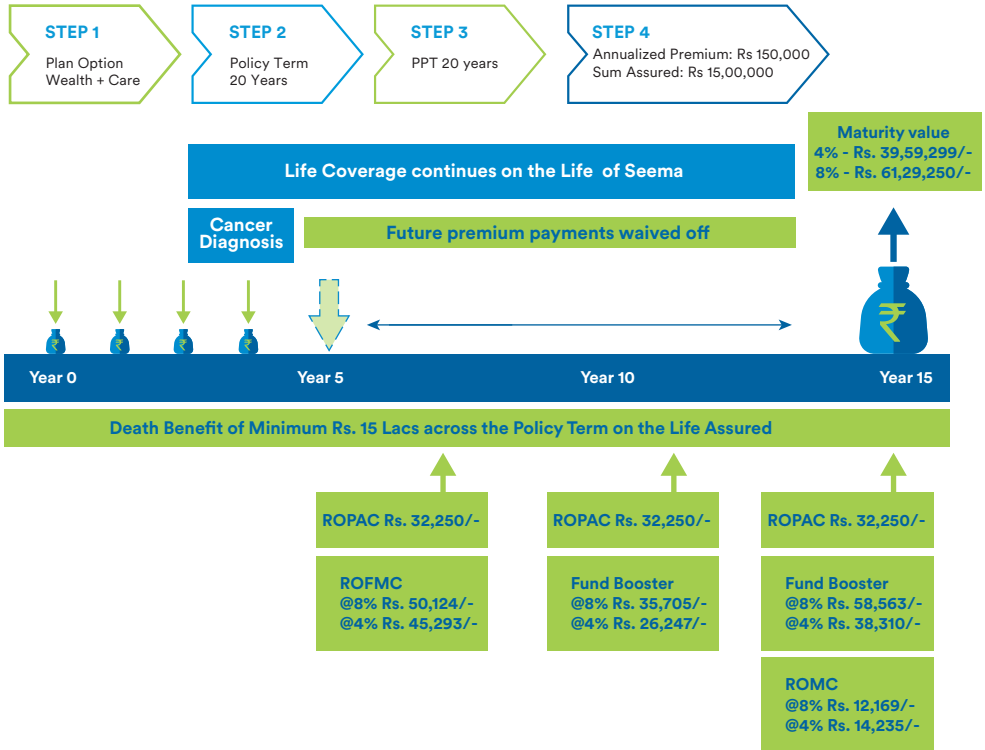 STEP 1
Plan Option
Wealth + Care
STEP 2
Policy Term
20 Years
STEP 3
PPT 20 years
STEP 4
Annualized Premium: Rs 150,000
Sum Assured: Rs 15,00,000
Maturity value
4% - Rs. 39,59,299/-
8% - Rs. 61,29,250/-
Life Coverage continues on the Life of Seema
Cancer
Diagnosis
Future premium payments waived off
₹
₹
₹
₹
₹
Year 0
Year 5
Year 10
Year 15
Death Benefit of Minimum Rs. 15 Lacs across the Policy Term on the Life Assured
ROPAC Rs. 32,250/-
ROPAC Rs. 32,250/-
ROPAC Rs. 32,250/-
ROFMC
@8% Rs. 50,124/-
@4% Rs. 45,293/-
Fund Booster
@8% Rs. 35,705/-
@4% Rs. 26,247/-
Fund Booster
@8% Rs. 58,563/-
@4% Rs. 38,310/-
ROMC
@8% Rs. 12,169/-
@4% Rs. 14,235/-